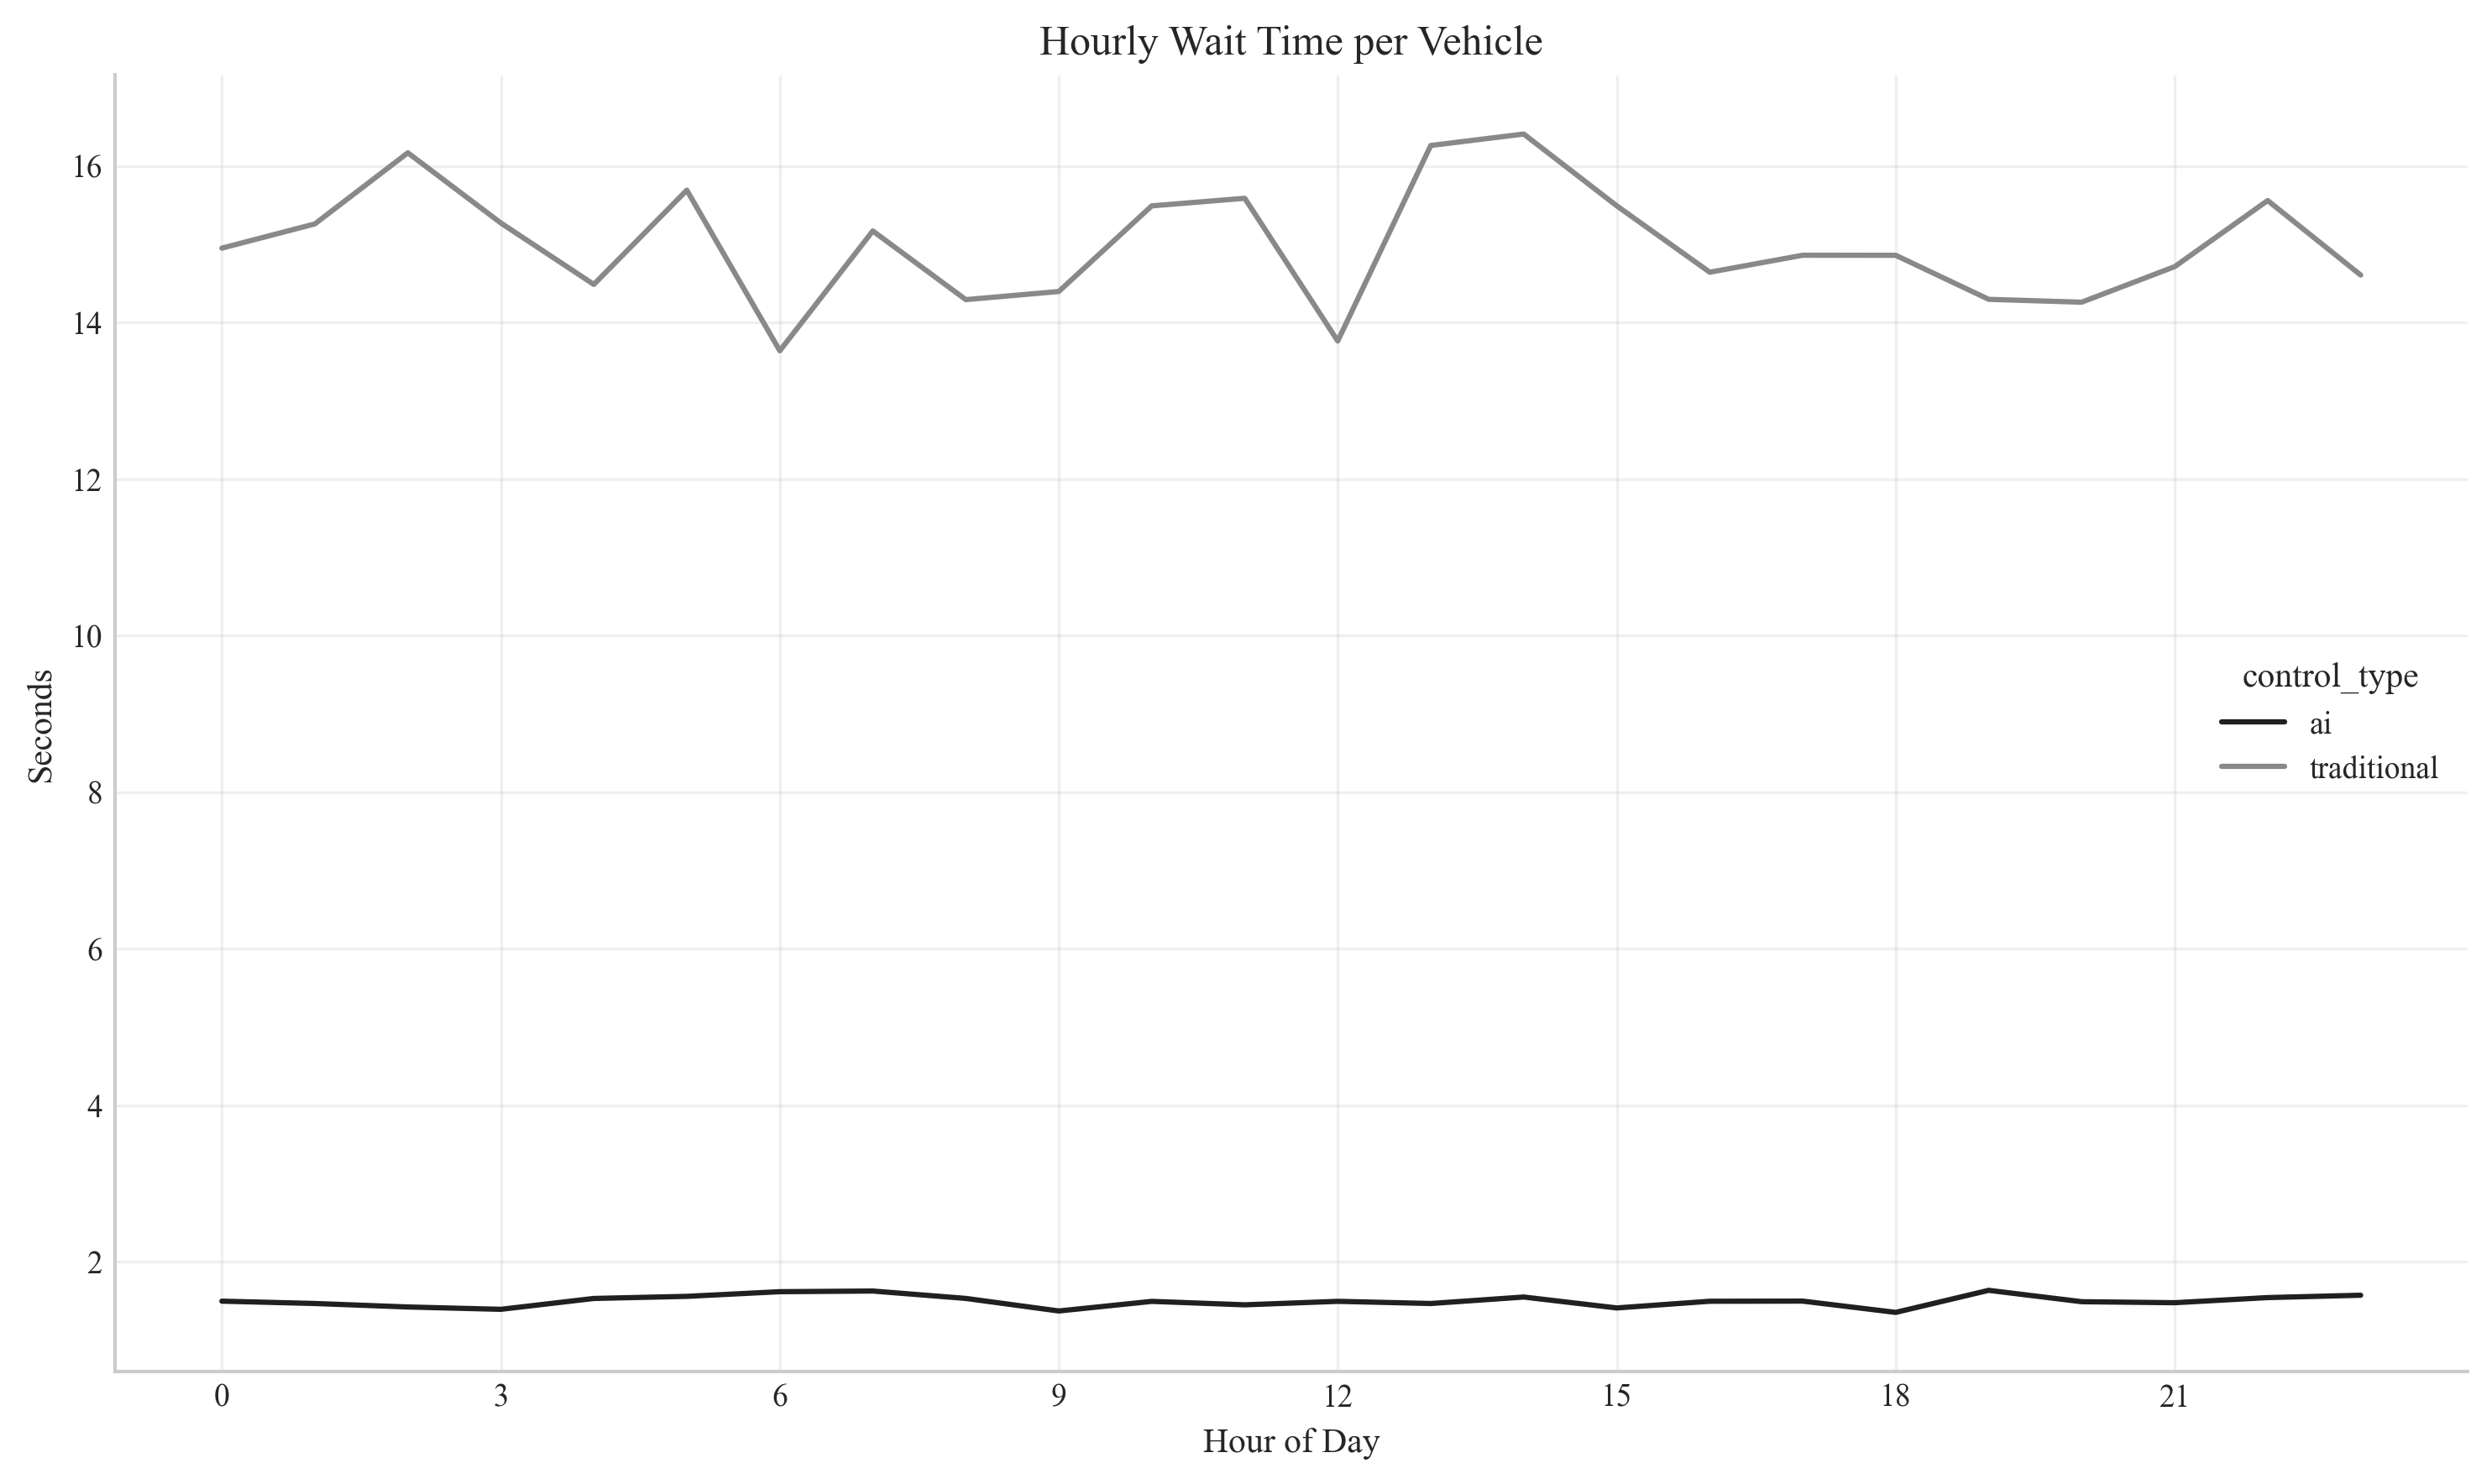 Hourly Wait Time per Vehicle
16
14
12
10
8
6
4
2
Seconds
control_type
ai
traditional
0 3 6 9 12 15 18 21
Hour of Day